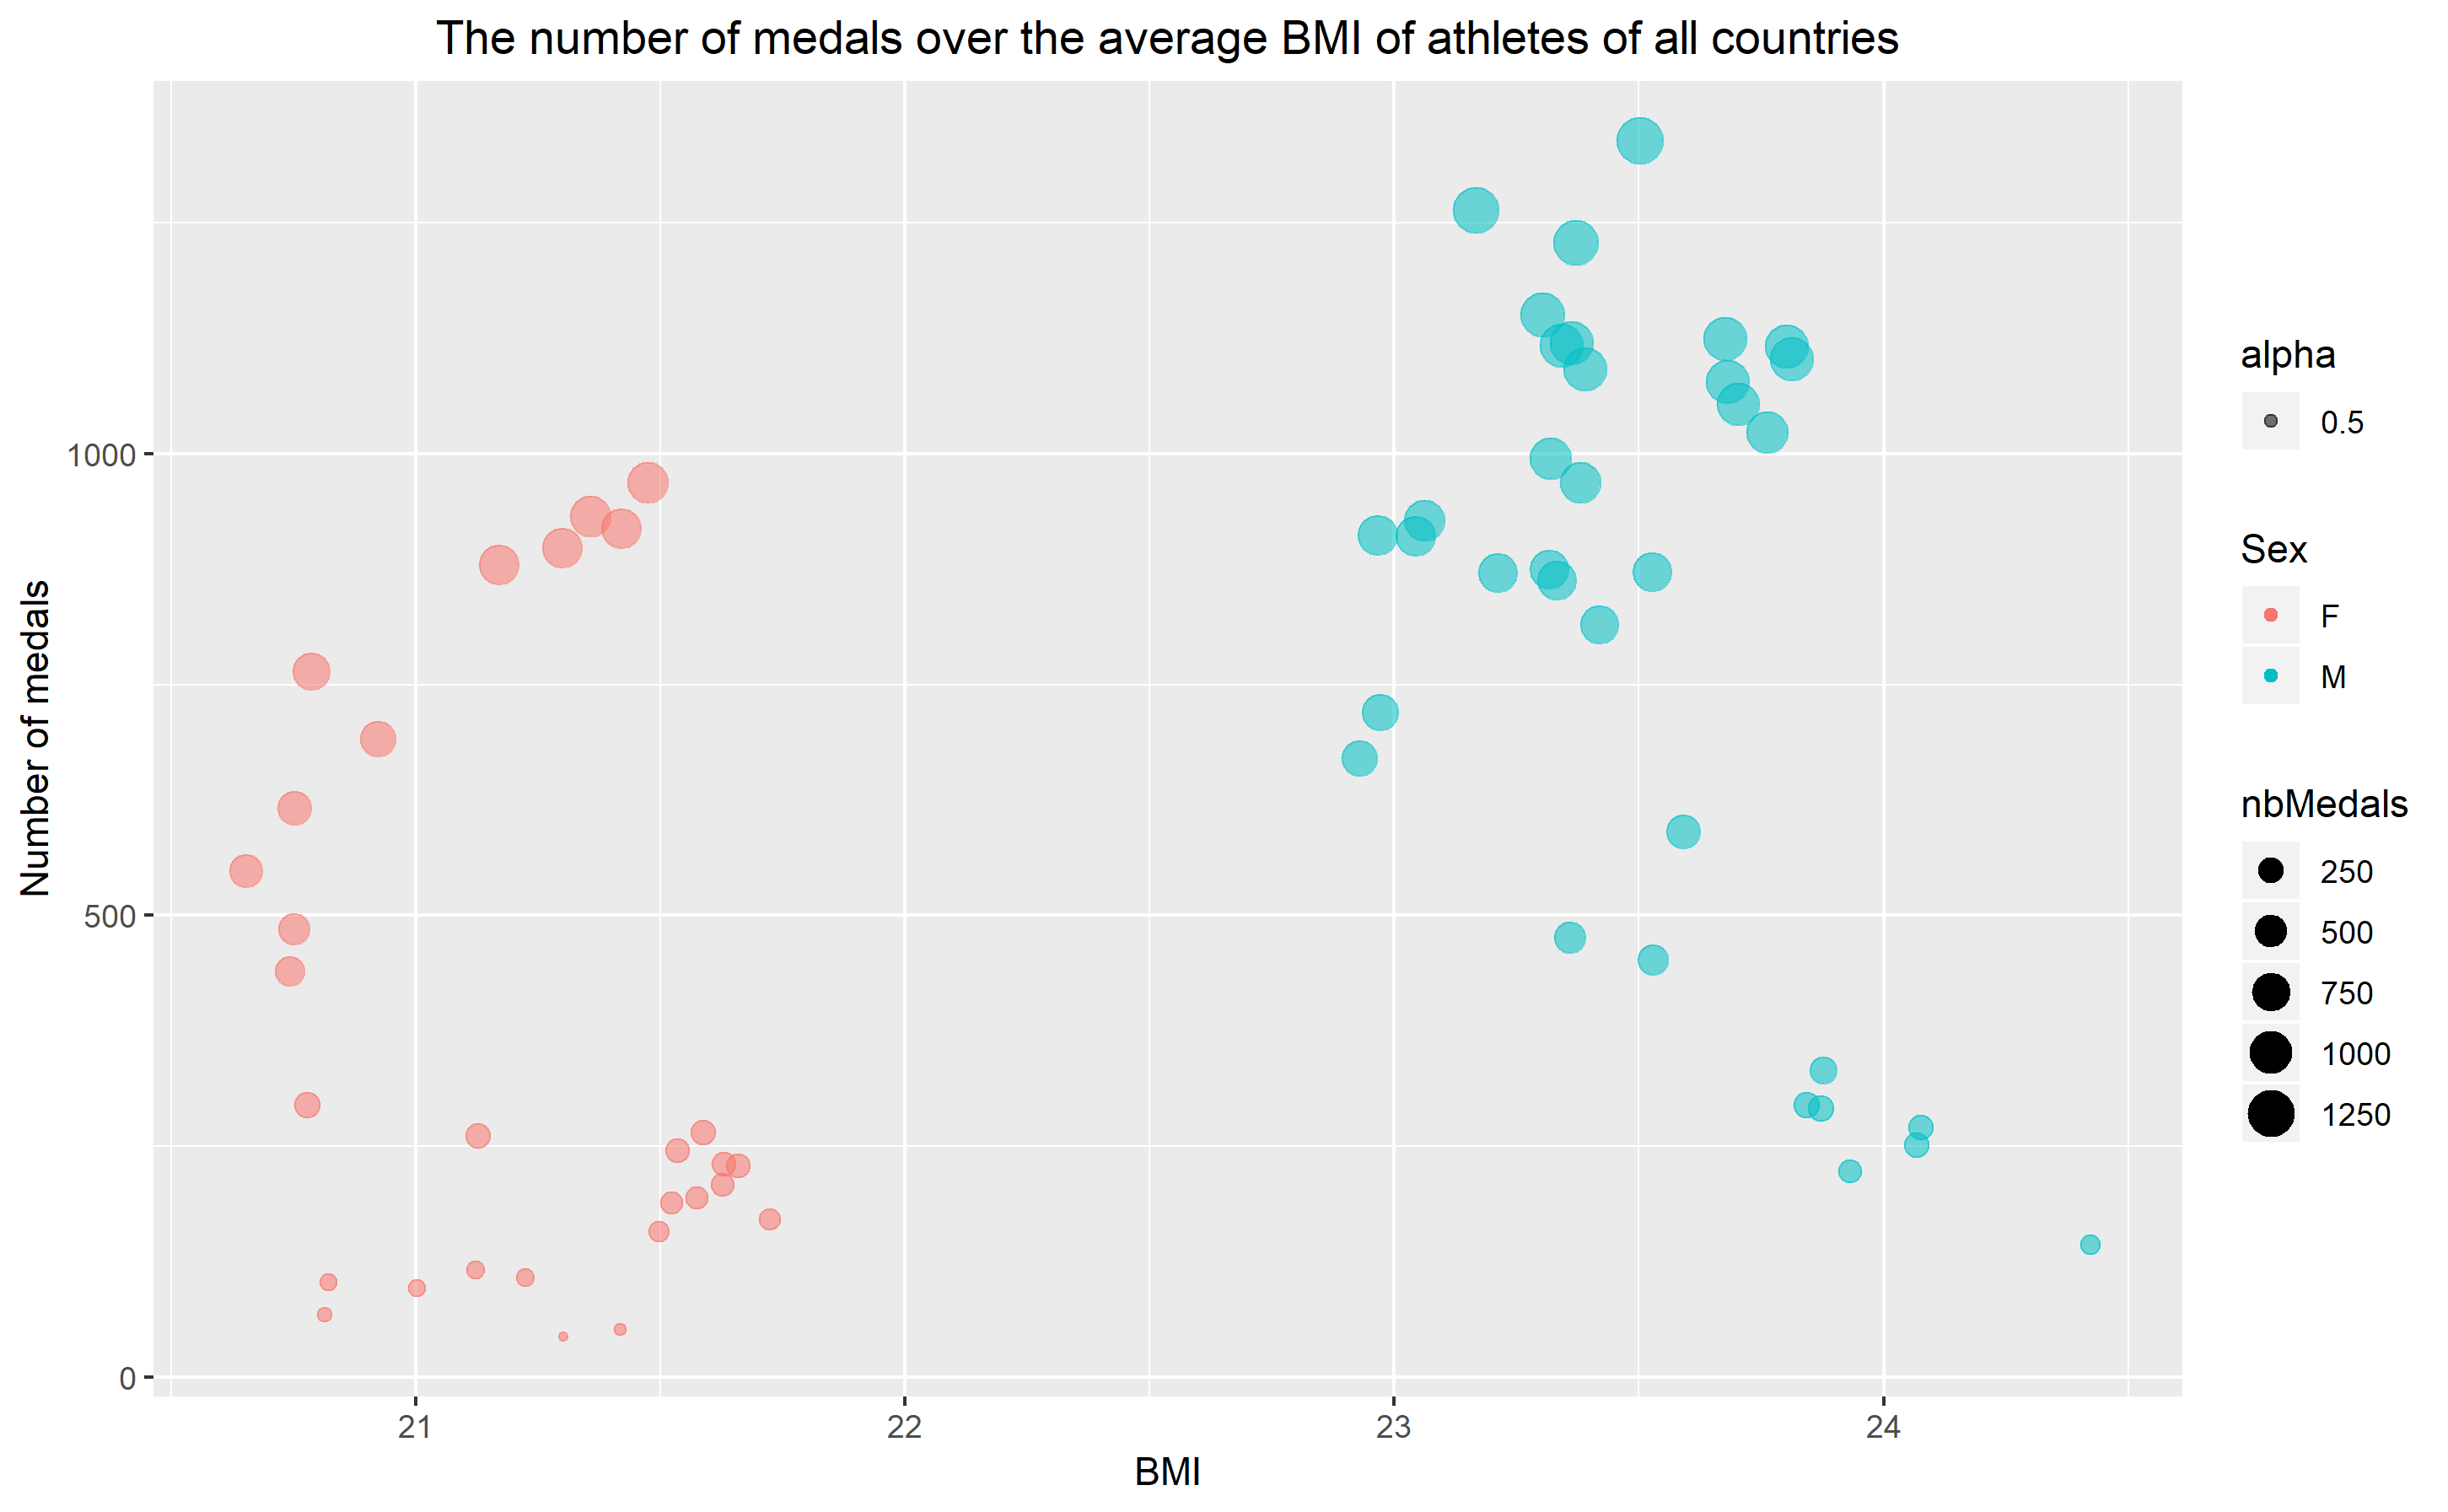 The number of medals over the average BMI of athletes of all countries
Number of medals
1000
500
0
21
22
23
24
BMI
alpha
0.5
Sex
F
M
nbMedals
250
500
750
1000
1250